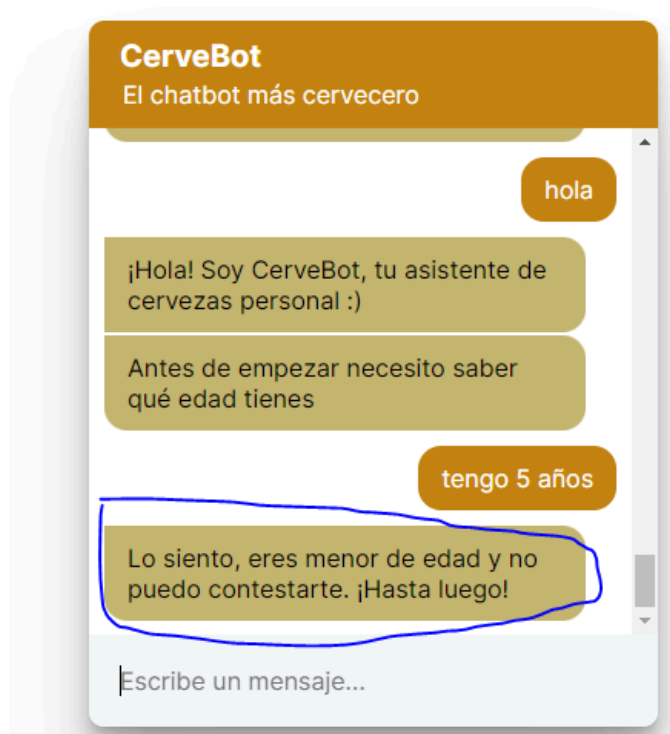 CerveBot
El chatbot más cervecero
hola
¡Hola! Soy CerveBot, tu asistente de
cervezas personal :)
Antes de empezar necesito saber
qué edad tienes
tengo 5 años
Lo siento, eres menor de edad y no
puedo contestarte. ¡Hasta luego!
Escribe un mensaje...